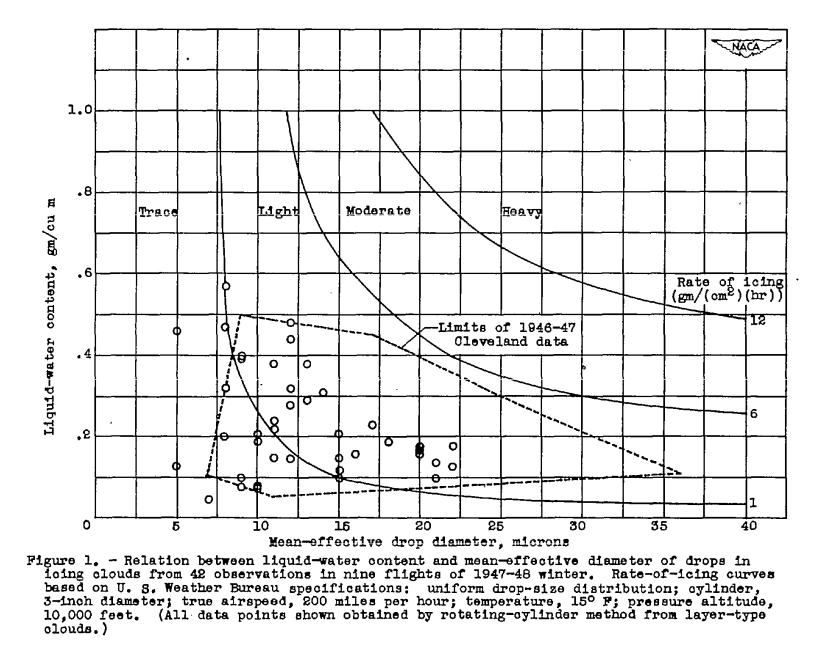 NACA
1.0
.8
Trace
Light
Moderate
Heavy
Liquid-water content, gm/cu m
.6
Rate of icing
(gm/(cm²)(hr))
12
Limits of 1946-47
Cleveland data
.4
6
.2
1
0
5
10
15
20
25
30
35
40
Mean-effective drop diameter, microns
Figure 1. - Relation between liquid-water content and mean-effective diameter of drops in
icing clouds from 42 observations in nine flights of 1947-48 winter. Rate-of-icing curves
based on U. S. Weather Bureau specifications: uniform drop-size distribution; cylinder,
3-inch diameter; true airspeed, 200 miles per hour; temperature, 15° F; pressure altitude,
10,000 feet. (All data points shown obtained by rotating-cylinder method from layer-type
clouds.)